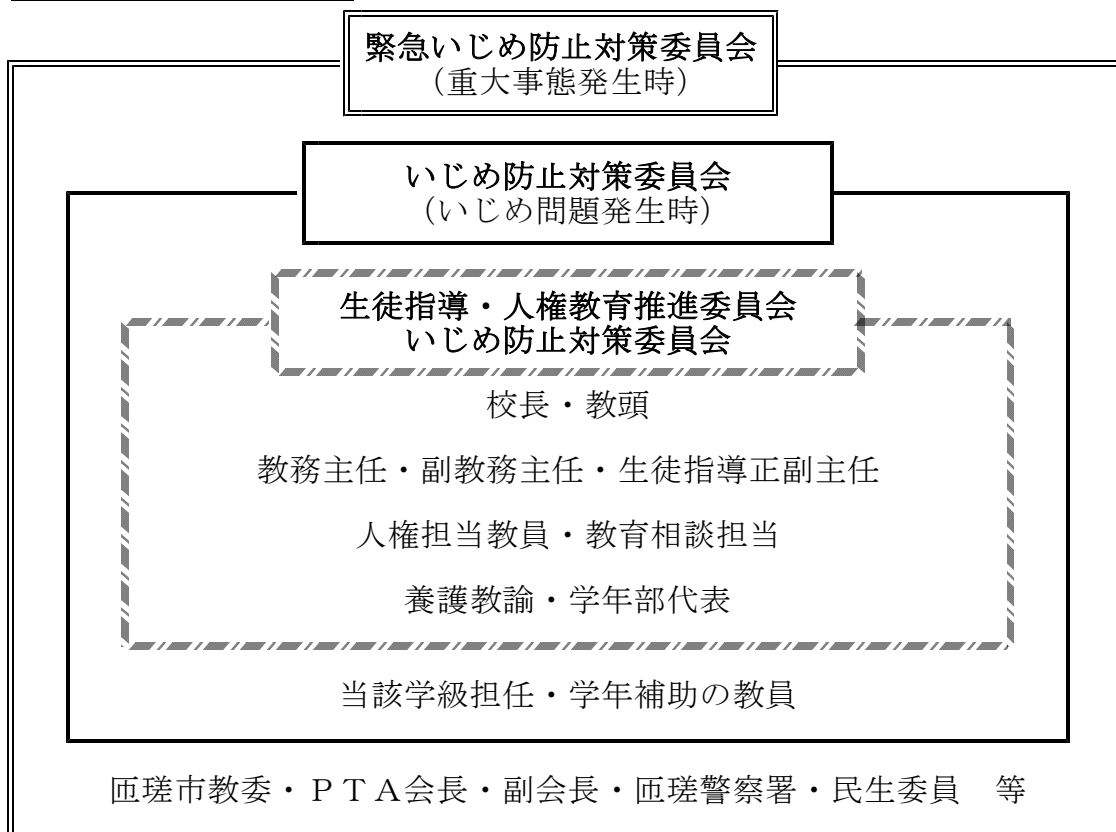 緊急いじめ防止対策委員会
（重大事態発生時）
いじめ防止対策委員会
（いじめ問題発生時）
生徒指導・人権教育推進委員会
いじめ防止対策委員会
校長・教頭
教務主任・副教務主任・生徒指導正副主任
人権担当教員・教育相談担当
養護教諭・学年部代表
当該学級担任・学年補助の教員
匝瑳市教委・ＰＴＡ会長・副会長・匝瑳警察署・民生委員　等